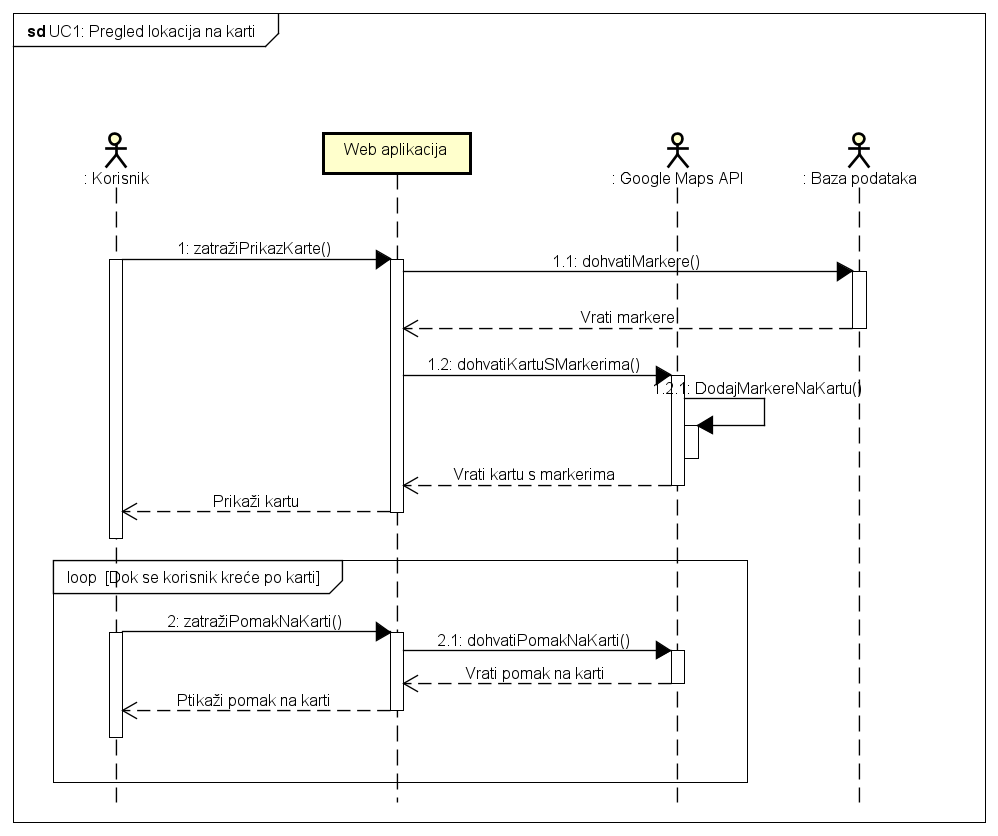 sd UC1: Pregled lokacija na karti
: Korisnik
Web aplikacija
: Google Maps API
: Baza podataka
1: zatražiPrikazKarte()
1.1: dohvatiMarkere()
Vrati markere
1.2: dohvatiKartuSMarkerima()
1.2.1: DodajMarkereNaKartu()
Vrati kartu s markerima
Prikaži kartu
loop [Dok se korisnik kreće po karti]
2: zatražiPomakNaKarti()
2.1: dohvatiPomakNaKarti()
Vrati pomak na karti
Ptikaži pomak na karti